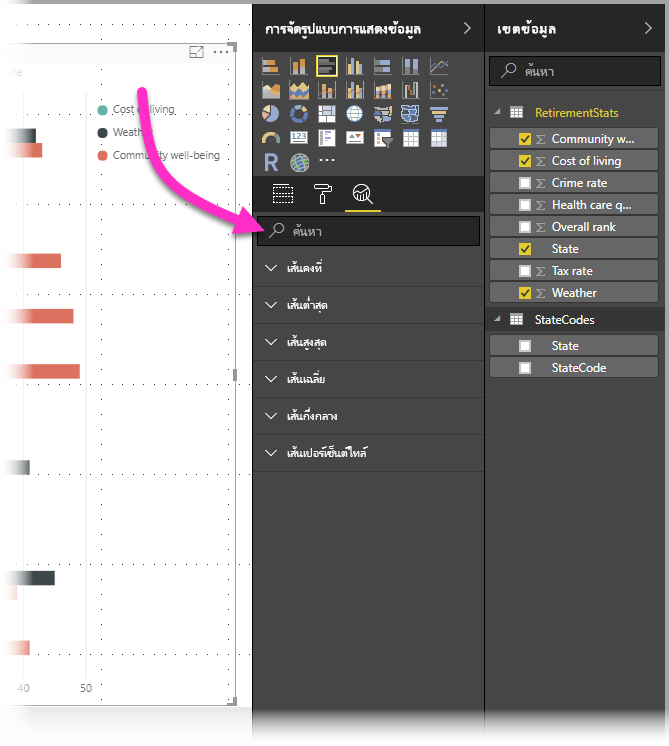 Cost of living
Weather
Community well-being
40 50
การจัดรูปแบบการแสดงข้อมูล
123
R
ค้นหา
เส้นคงที่
เส้นต่ำสุด
เส้นสูงสุด
เส้นเฉลี่ย
เส้นกึ่งกลาง
เส้นเปอร์เซ็นต์ไทล์
เขตข้อมูล
ค้นหา
RetirementStats
Community w...
Cost of living
Crime rate
Health care q...
Overall rank
State
Tax rate
Weather
StateCodes
State
StateCode